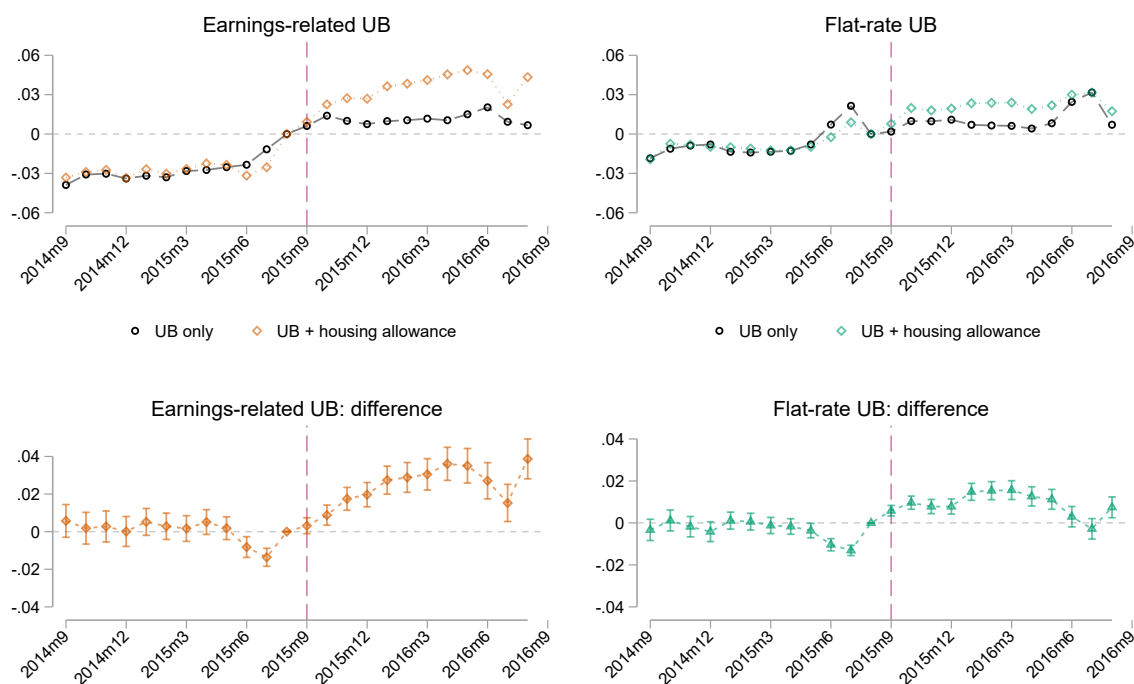 Earnings-related UB
.06
.03
0
-.03
-.06
2014m9
2014m12
2015m3
2015m6
2015m9
2015m12
2016m3
2016m6
2016m9
UB only
UB + housing allowance
Flat-rate UB
.06
.03
0
-.03
-.06
2014m9
2014m12
2015m3
2015m6
2015m9
2015m12
2016m3
2016m6
2016m9
UB only
UB + housing allowance
Earnings-related UB: difference
.04
.02
0
-.02
-.04
2014m9
2014m12
2015m3
2015m6
2015m9
2015m12
2016m3
2016m6
2016m9
Flat-rate UB: difference
.04
.02
0
-.02
-.04
2014m9
2014m12
2015m3
2015m6
2015m9
2015m12
2016m3
2016m6
2016m9